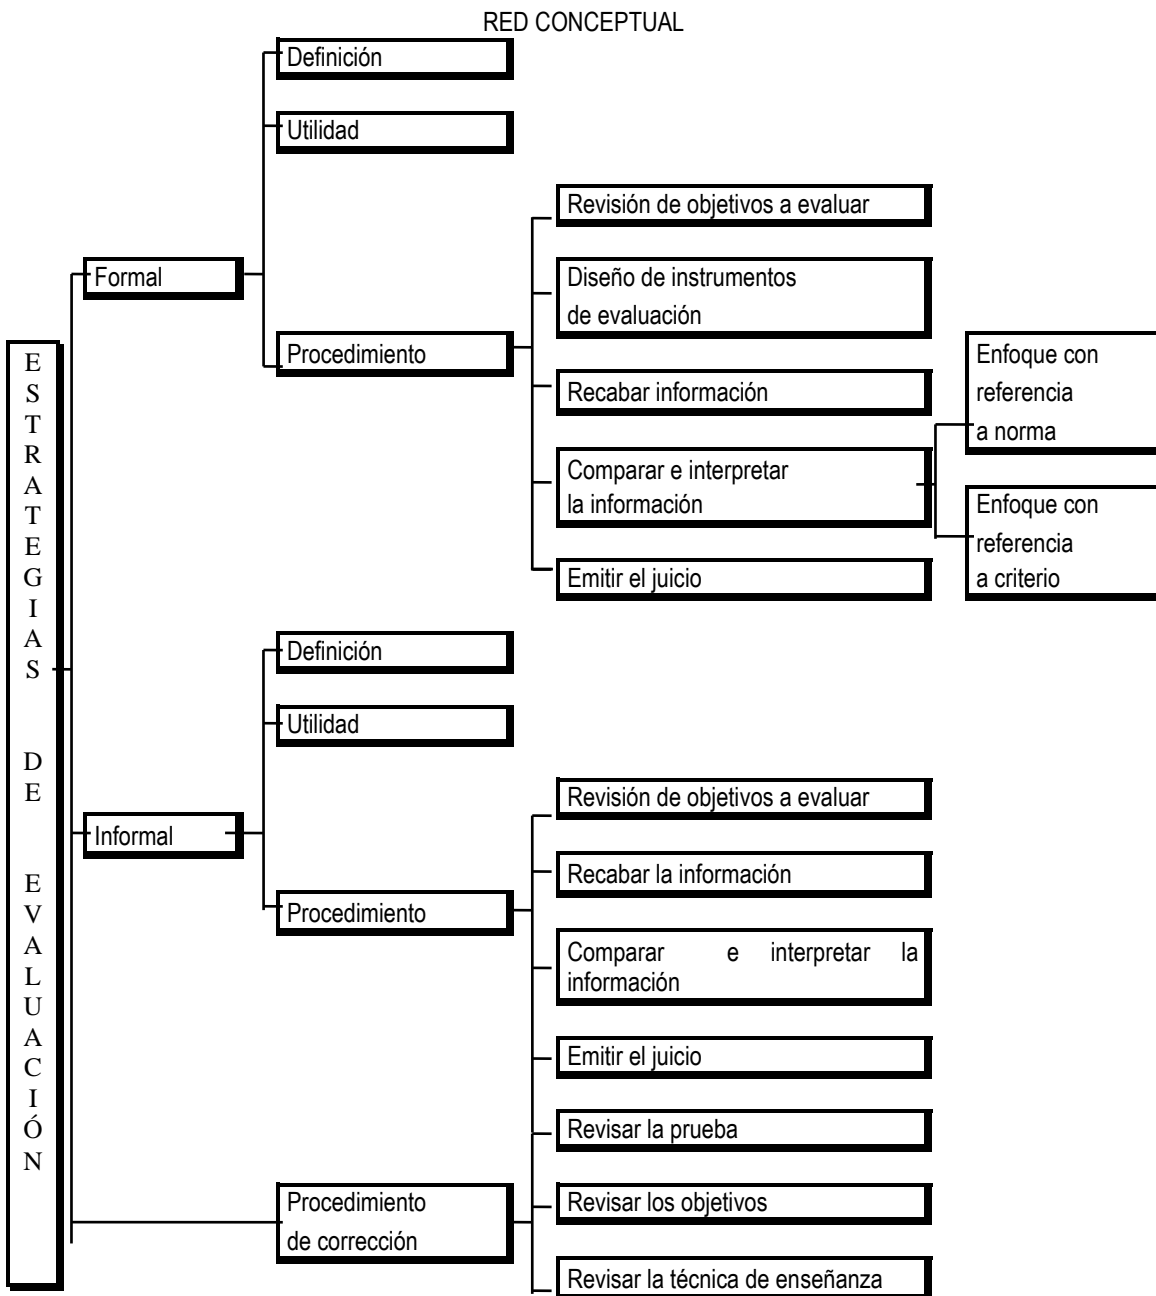 RED CONCEPTUAL
Definición
Utilidad
Revisión de objetivos a evaluar
Formal
Diseño de instrumentos
de evaluación
Procedimiento
Recabar información
Comparar e interpretar
la información
Enfoque con
referencia
a norma
Enfoque con
referencia
a criterio
Emitir el juicio
ESTRATEGIAS DE EVALUACIÓN
Definición
Utilidad
Informal
Revisión de objetivos a evaluar
Recabar la información
Procedimiento
Comparar e interpretar la
información
Emitir el juicio
Revisar la prueba
Procedimiento
de corrección
Revisar los objetivos
Revisar la técnica de enseñanza